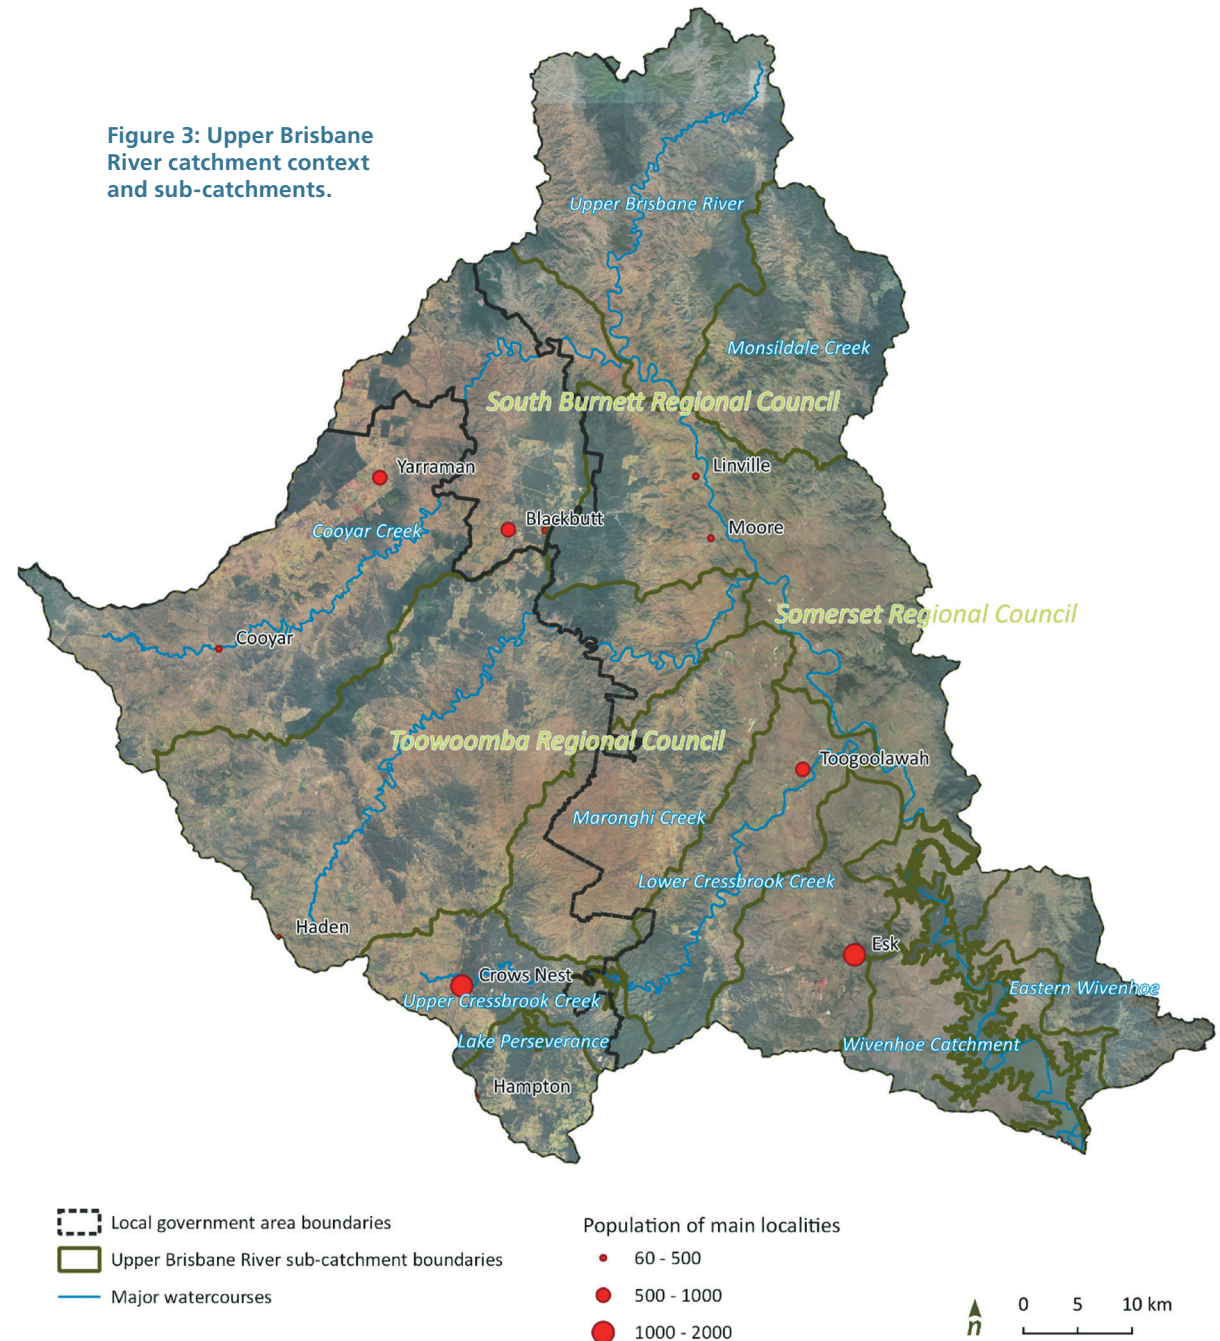 Figure 3: Upper Brisbane
River catchment context
and sub-catchments.
Upper Brisbane River
Monsildale Creek
South Burnett Regional Council
Linville
Yarraman
Blackbutt
Moore
Cooyar Creek
Somerset Regional Council
Cooyar
Toowoomba Regional Council
Toogoolawah
Maronghi Creek
Lower Cressbrook Creek
Haden
Esk
Crows Nest
Eastern Wivenhoe
Upper Cressbrook Creek
Lake Perseverance
Wivenhoe Catchment
Hampton
Local government area boundaries
Upper Brisbane River sub-catchment boundaries
Major watercourses
Population of main localities
60 - 500
500 - 1000
1000 - 2000
n
0 5 10 km